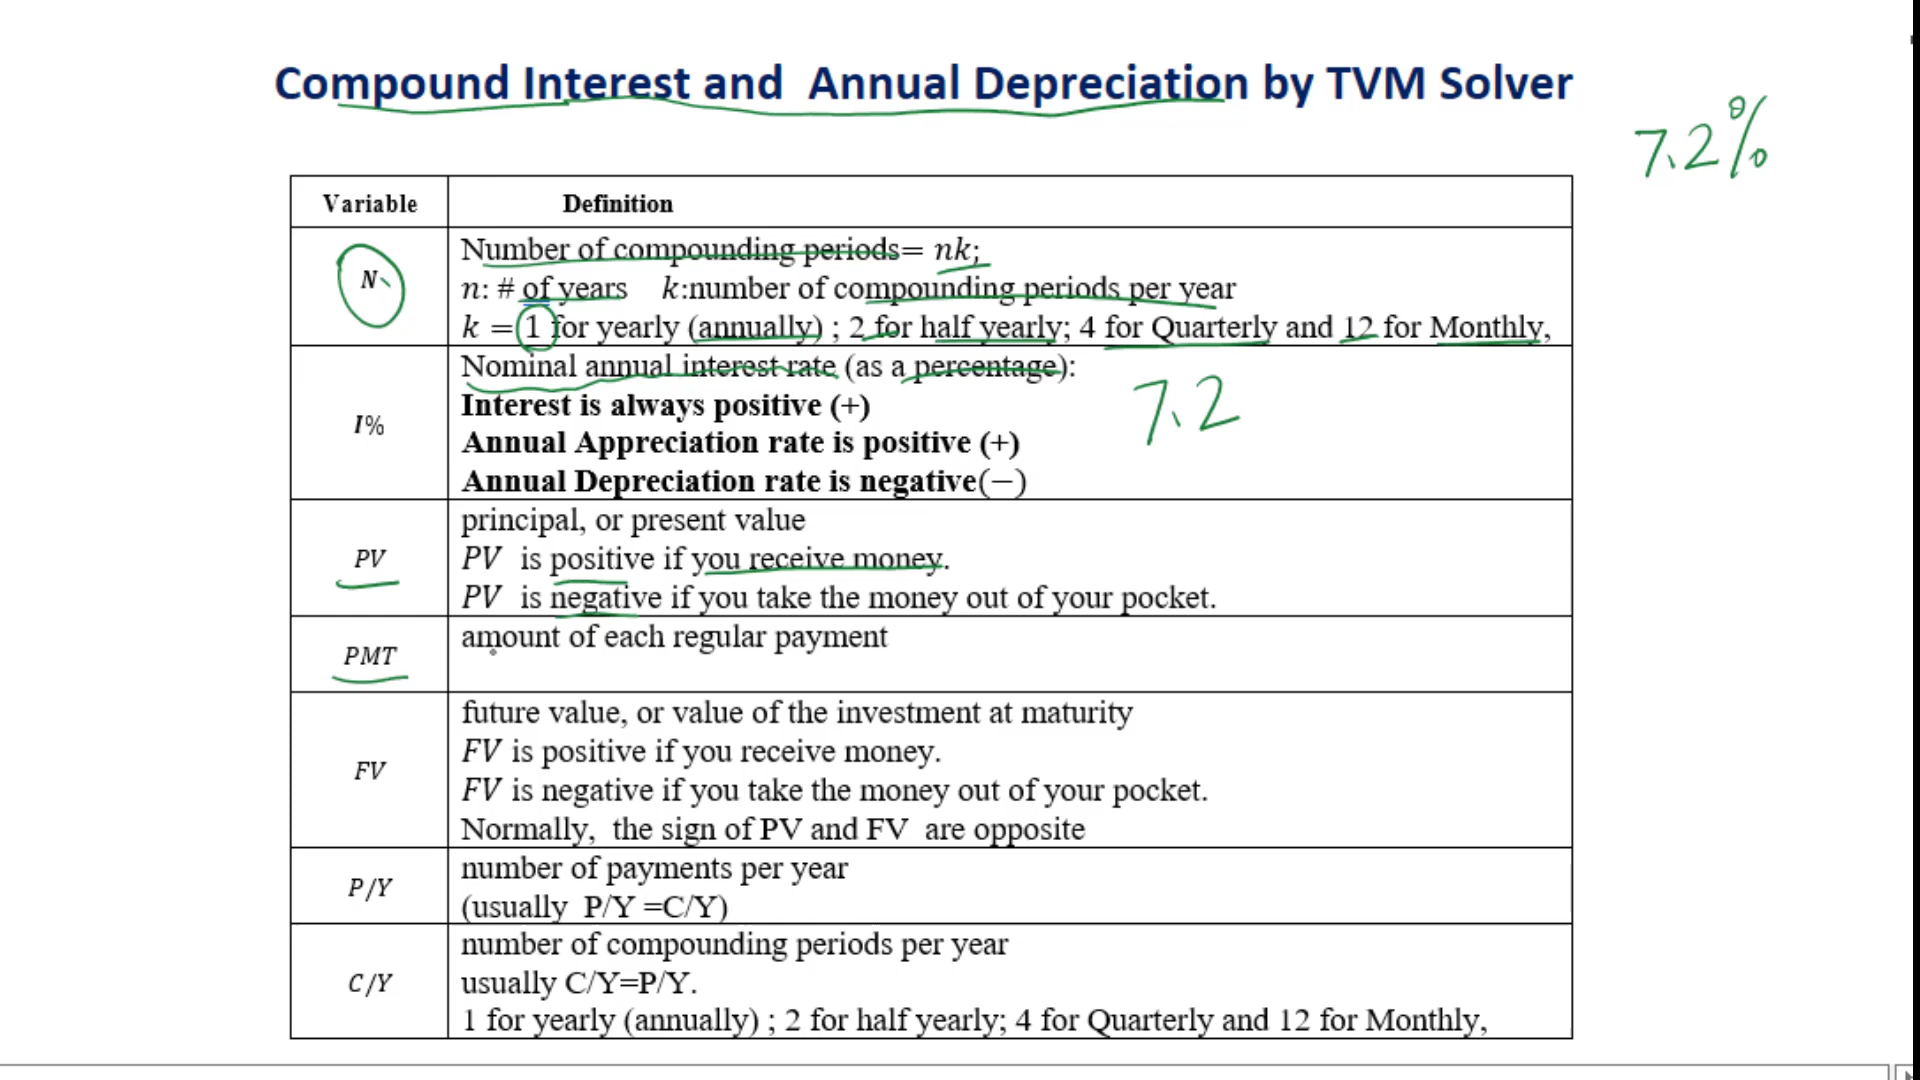 Compound Interest and Annual Depreciation by TVM Solver
7.2%
Variable Definition
N
Number of compounding periods= nk;
n: # of years k:number of compounding periods per year
k = 1 for yearly (annually) ; 2 for half yearly; 4 for Quarterly and 12 for Monthly,
I%
Nominal annual interest rate (as a percentage):
7.2
Interest is always positive (+)
Annual Appreciation rate is positive (+)
Annual Depreciation rate is negative(−)
PV
principal, or present value
PV is positive if you receive money.
PV is negative if you take the money out of your pocket.
PMT
amount of each regular payment
FV
future value, or value of the investment at maturity
FV is positive if you receive money.
FV is negative if you take the money out of your pocket.
Normally, the sign of PV and FV are opposite
P/Y
number of payments per year
(usually P/Y =C/Y)
C/Y
number of compounding periods per year
usually C/Y=P/Y.
1 for yearly (annually) ; 2 for half yearly; 4 for Quarterly and 12 for Monthly,